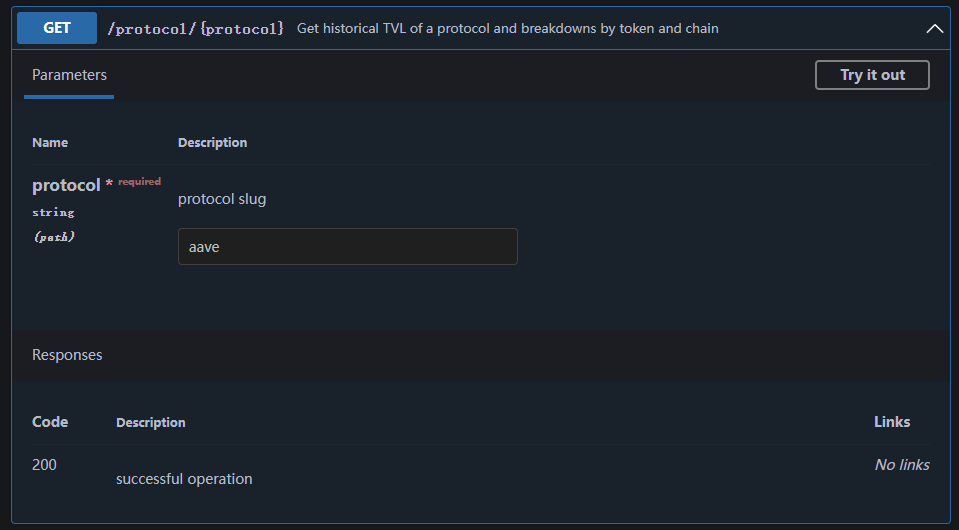 GET /protocol/{protocol} Get historical TVL of a protocol and breakdowns by token and chain
Parameters Try it out
Name Description
protocol * required
string
(path)
protocol slug
aave
Responses
Code Description Links
200 successful operation No links